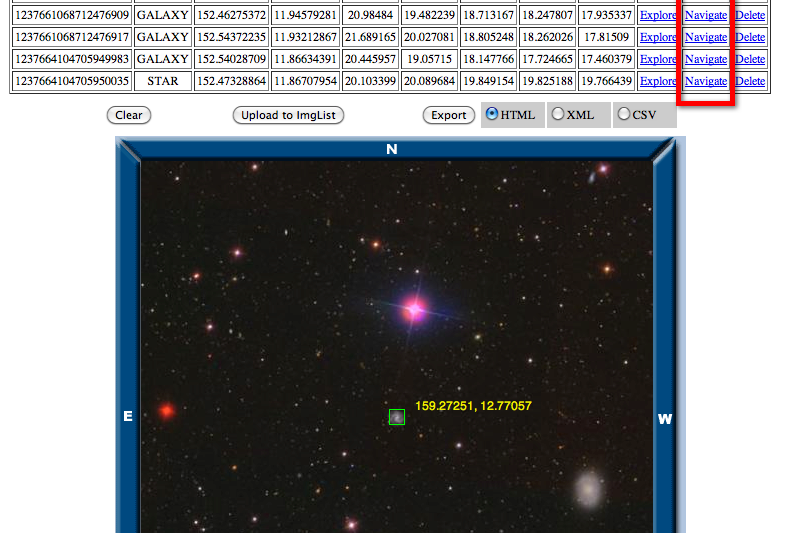 1237661068712476909 GALAXY 152.46275372 11.94579281 20.98484 19.482239 18.713167 18.247807 17.935337 Explore Navigate Delete
1237661068712476917 GALAXY 152.54372235 11.93212867 21.689165 20.027081 18.805248 18.262026 17.81509 Explore Navigate Delete
1237664104705949983 GALAXY 152.54028709 11.86634391 20.445957 19.05715 18.147766 17.724665 17.460379 Explore Navigate Delete
1237664104705950035 STAR 152.47328864 11.86707954 20.103399 20.089684 19.849154 19.825188 19.766439 Explore Navigate Delete
Clear Upload to ImgList Export HTML XML CSV
N
159.27251, 12.77057
E W